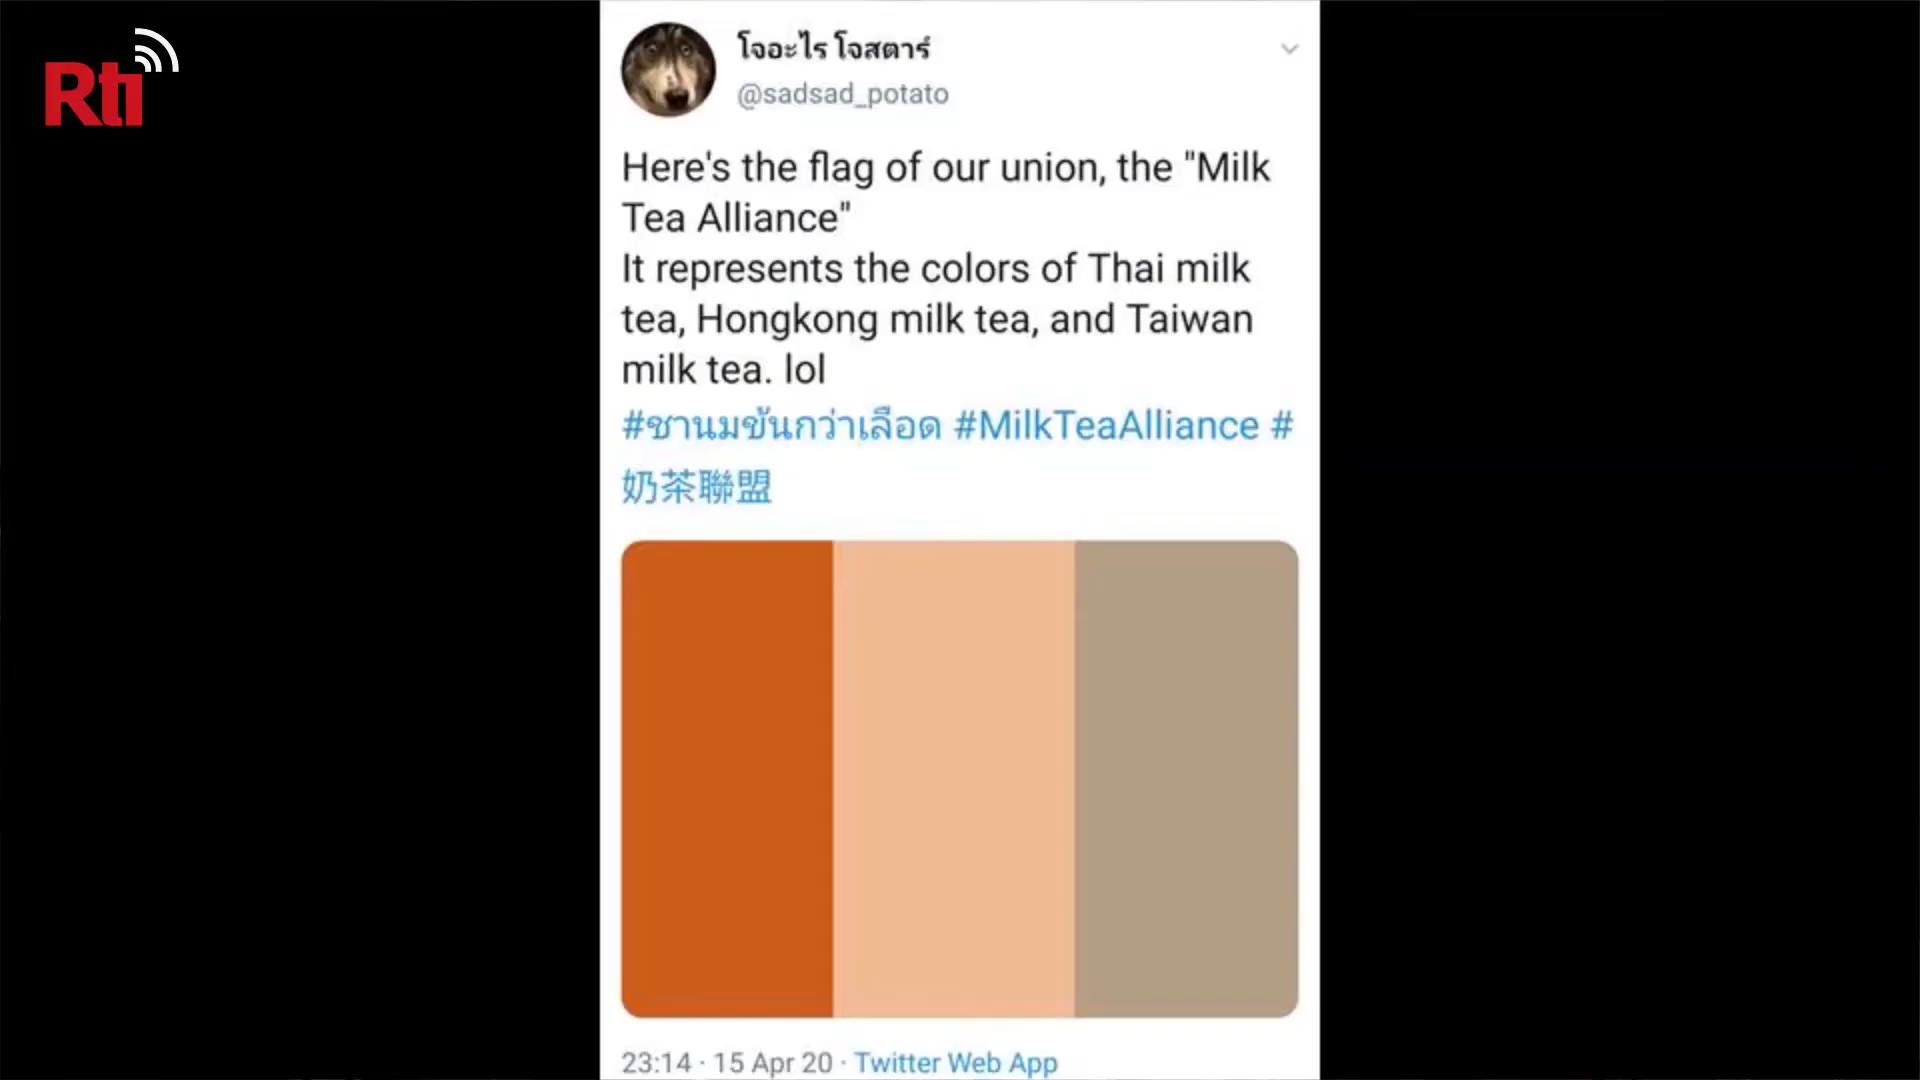 Rti
โจอะไร โจสตาร์
@sadsad_potato
Here's the flag of our union, the "Milk
Tea Alliance"
It represents the colors of Thai milk
tea, Hongkong milk tea, and Taiwan
milk tea. lol
#ชานมข้นกว่าเลือด #MilkTeaAlliance #
奶茶聯盟
23:14 · 15 Apr 20 · Twitter Web App